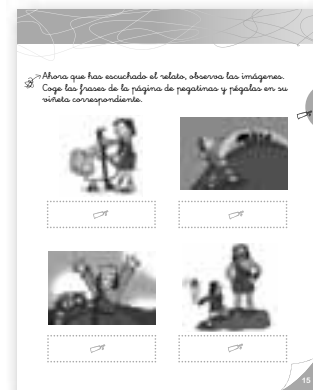 Ahora que has escuchado el relato, observa las imágenes.
Coge las frases de la página de pegatinas y pégalas en su
viñeta correspondiente.
15